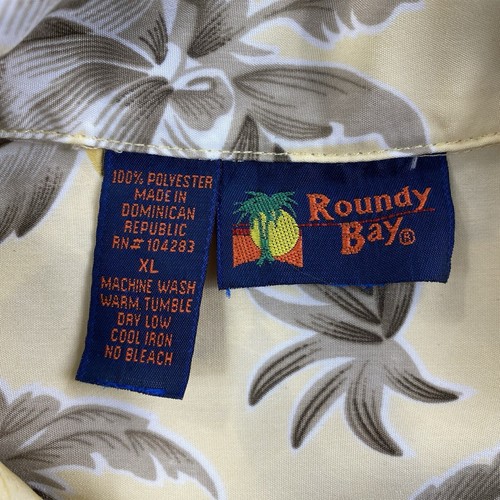 100% POLYESTER
MADE IN
DOMINICAN
REPUBLIC
RN# 104283
XL
MACHINE WASH
WARM. TUMBLE
DRY LOW
COOL IRON
NO BLEACH
Roundy
Bay®